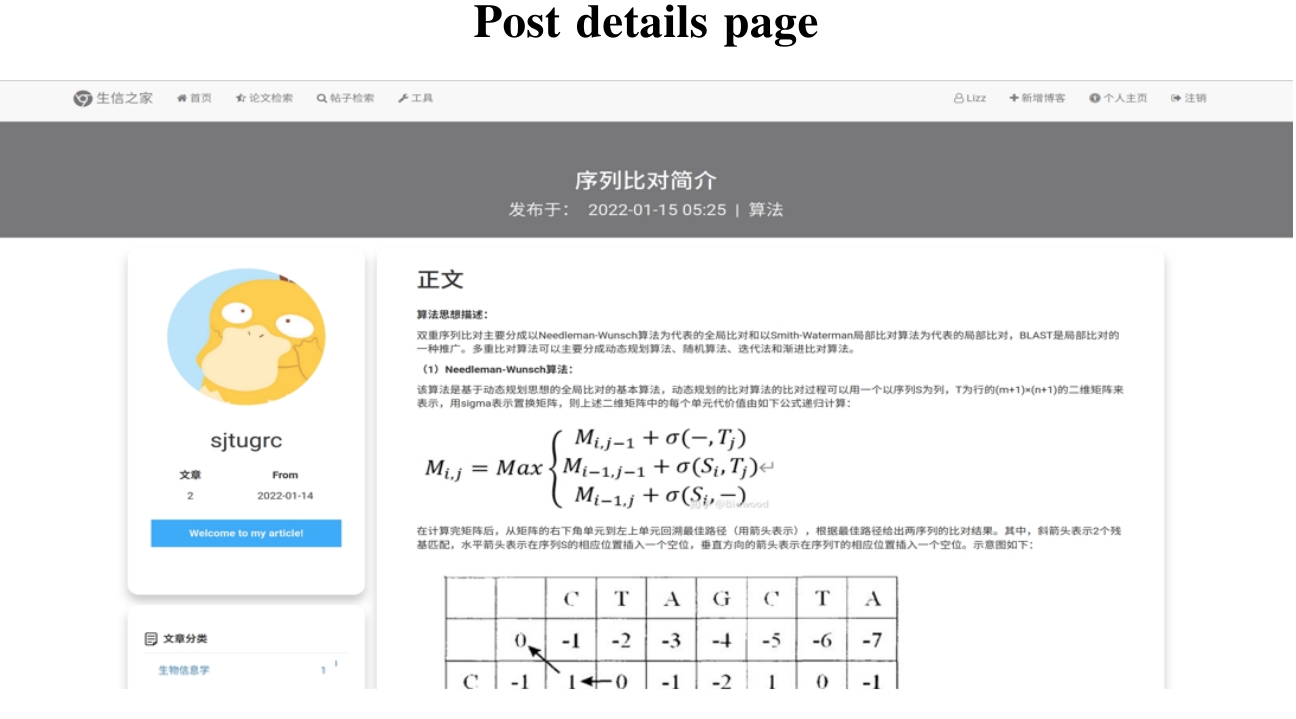 Post details page
生信之家 首页 论文检索 帖子检索 工具 Lizz 新增博客 个人主页 注销
序列比对简介
发布于： 2022-01-15 05:25 | 算法
sjtugrc
文章 From
2 2022-01-14
Welcome to my article!
文章分类
生物信息学 1
正文
算法思想描述：
双重序列比对主要分成以Needleman-Wunsch算法为代表的全局比对和以Smith-Waterman局部比对算法为代表的局部比对，BLAST是局部比对的
一种推广。多重比对算法可以主要分成动态规划算法、随机算法、迭代法和渐进比对算法。
（1）Needleman-Wunsch算法：
该算法是基于动态规划思想的全局比对的基本算法，动态规划的比对算法的比对过程可以用一个以序列S为列，T为行的(m+1)×(n+1)的二维矩阵来
表示，用sigma表示置换矩阵，则上述二维矩阵中的每个单元代价值由如下公式递归计算：
M_{i,j-1} + σ(−, T_j)
M_{i,j} = Max { M_{i-1,j-1} + σ(S_i, T_j)↵
M_{i-1,j} + σ(S_i, −)
在计算完矩阵后，从矩阵的右下角单元到左上单元回溯最佳路径（用箭头表示），根据最佳路径给出两序列的比对结果。其中，斜箭头表示2个残
基匹配，水平箭头表示在序列S的相应位置插入一个空位，垂直方向的箭头表示在序列T的相应位置插入一个空位。示意图如下：
C T A G C T A
0 -1 -2 -3 -4 -5 -6 -7
C -1 1 0 -1 -2 1 0 -1